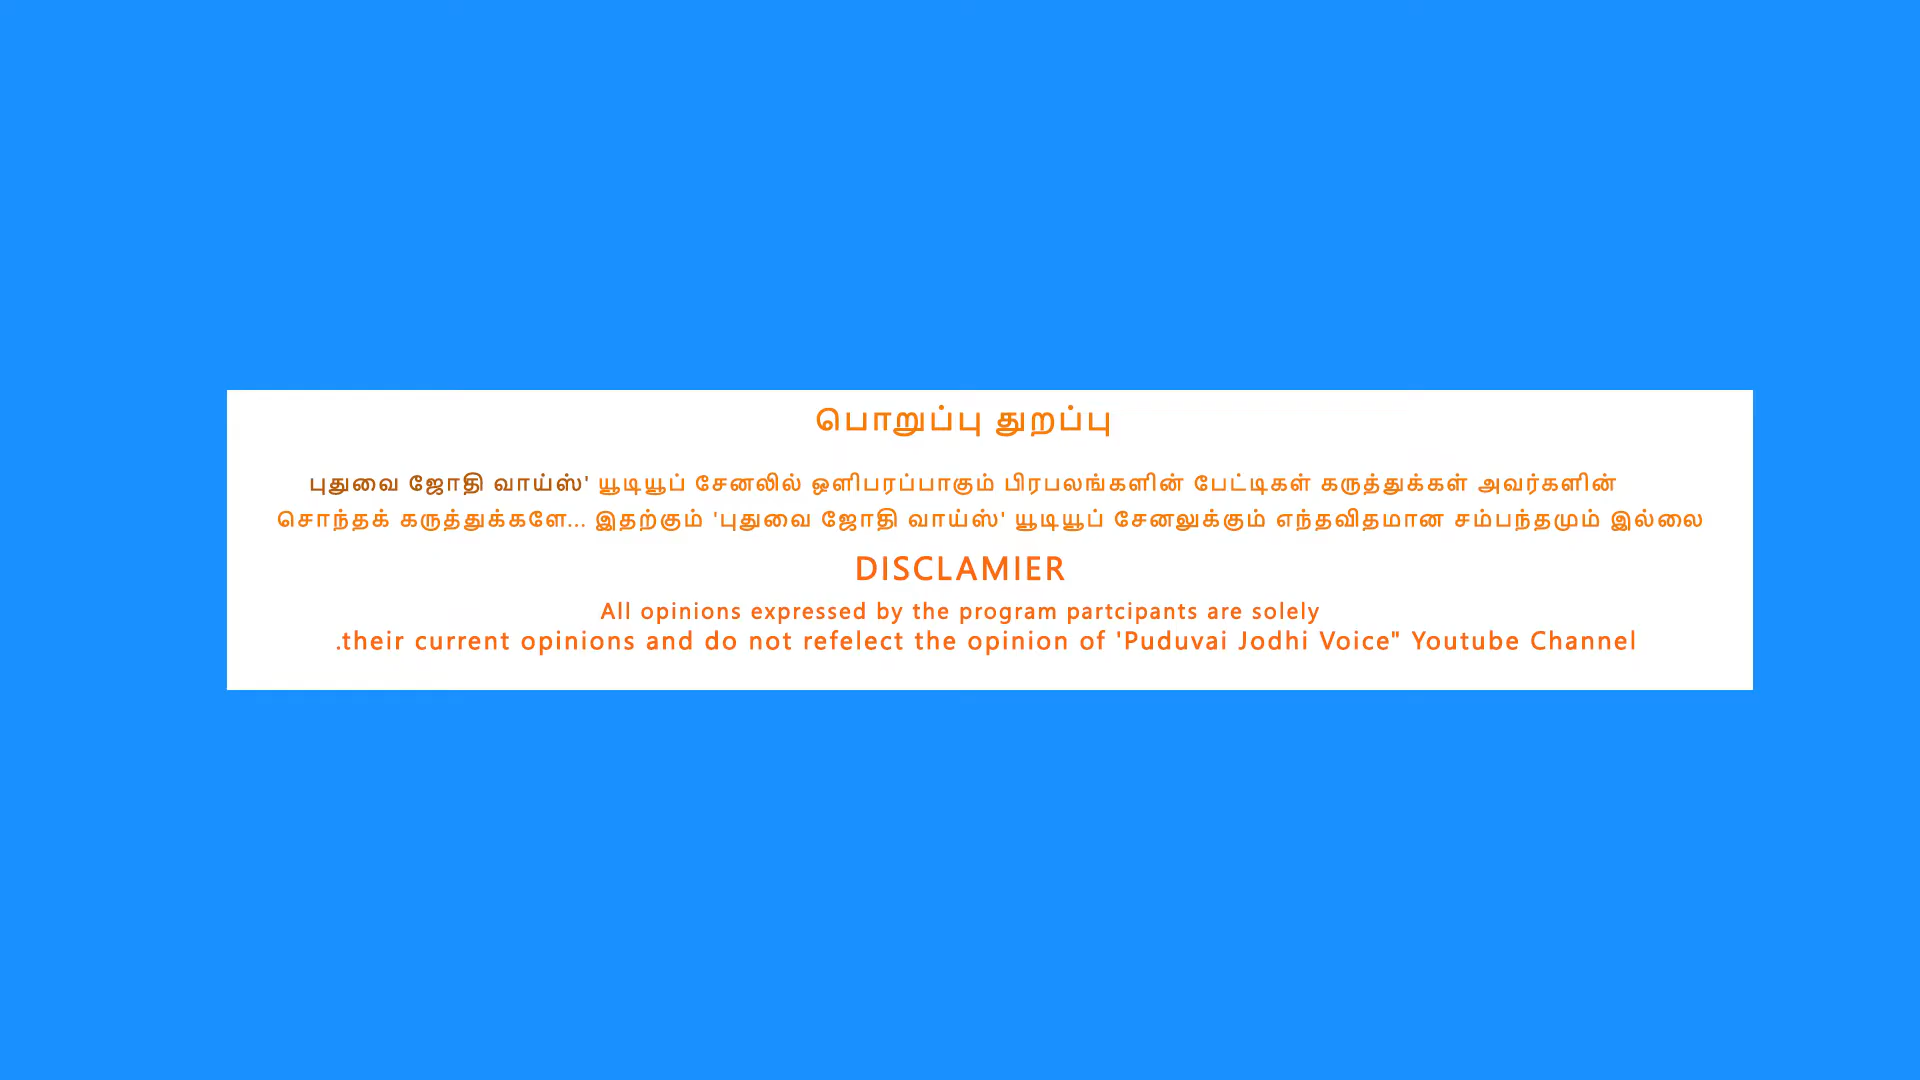 பொறுப்பு துறப்பு
புதுவை ஜோதி வாய்ஸ்' யூடியூப் சேனலில் ஒளிபரப்பாகும் பிரபலங்களின் பேட்டிகள் கருத்துக்கள் அவர்களின்
சொந்தக் கருத்துக்களே... இதற்கும் 'புதுவை ஜோதி வாய்ஸ்' யூடியூப் சேனலுக்கும் எந்தவிதமான சம்பந்தமும் இல்லை
DISCLAMIER
All opinions expressed by the program partcipants are solely
.their current opinions and do not refelect the opinion of 'Puduvai Jodhi Voice" Youtube Channel